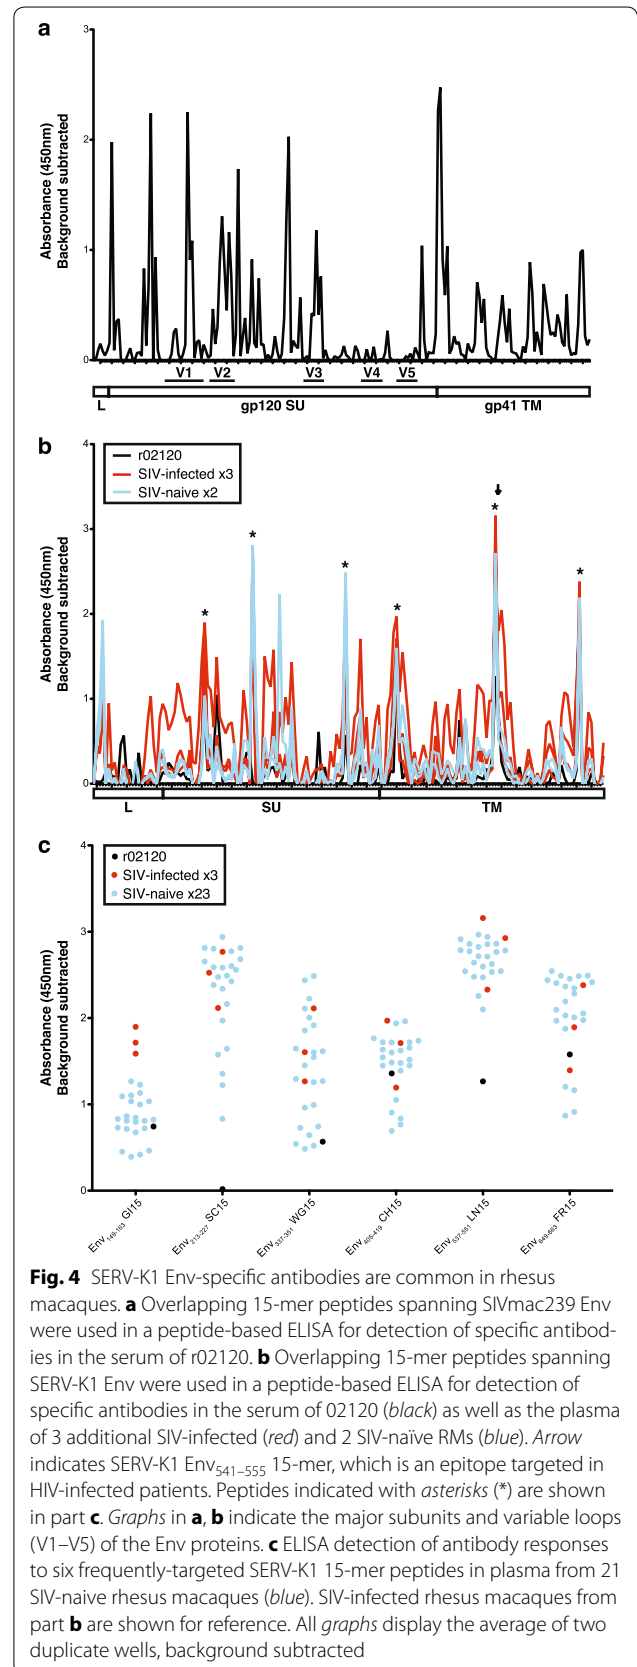 a
3
2
1
0
Absorbance (450nm)
Background subtracted
V1 V2 V3 V4 V5
L gp120 SU gp41 TM
b
4
3
2
1
0
Absorbance (450nm)
Background subtracted
r02120
SIV-infected x3
SIV-naive x2
* * * * * *
L SU TM
c
4
3
2
1
0
Absorbance (450nm)
Background subtracted
r02120
SIV-infected x3
SIV-naive x23
Env149-163 GI15
Env213-227 SC15
Env337-351 WG15
Env405-419 CH15
Env537-551 LN15
Env649-663 FR15
Fig. 4 SERV-K1 Env-specific antibodies are common in rhesus
macaques. a Overlapping 15-mer peptides spanning SIVmac239 Env
were used in a peptide-based ELISA for detection of specific antibod-
ies in the serum of r02120. b Overlapping 15-mer peptides spanning
SERV-K1 Env were used in a peptide-based ELISA for detection of
specific antibodies in the serum of 02120 (black) as well as the plasma
of 3 additional SIV-infected (red) and 2 SIV-naïve RMs (blue). Arrow
indicates SERV-K1 Env541–555 15-mer, which is an epitope targeted in
HIV-infected patients. Peptides indicated with asterisks (*) are shown
in part c. Graphs in a, b indicate the major subunits and variable loops
(V1–V5) of the Env proteins. c ELISA detection of antibody responses
to six frequently-targeted SERV-K1 15-mer peptides in plasma from 21
SIV-naive rhesus macaques (blue). SIV-infected rhesus macaques from
part b are shown for reference. All graphs display the average of two
duplicate wells, background subtracted